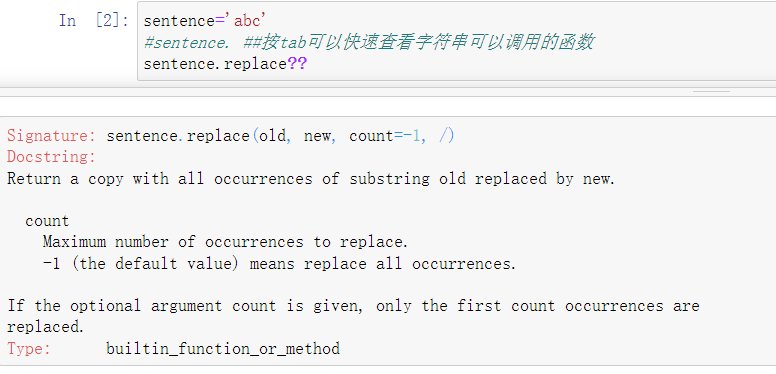 In [2]: sentence='abc'
#sentence. ##按tab可以快速查看字符串可以调用的函数
sentence.replace??
Signature: sentence.replace(old, new, count=-1, /)
Docstring:
Return a copy with all occurrences of substring old replaced by new.
count
Maximum number of occurrences to replace.
-1 (the default value) means replace all occurrences.
If the optional argument count is given, only the first count occurrences are
replaced.
Type: builtin_function_or_method